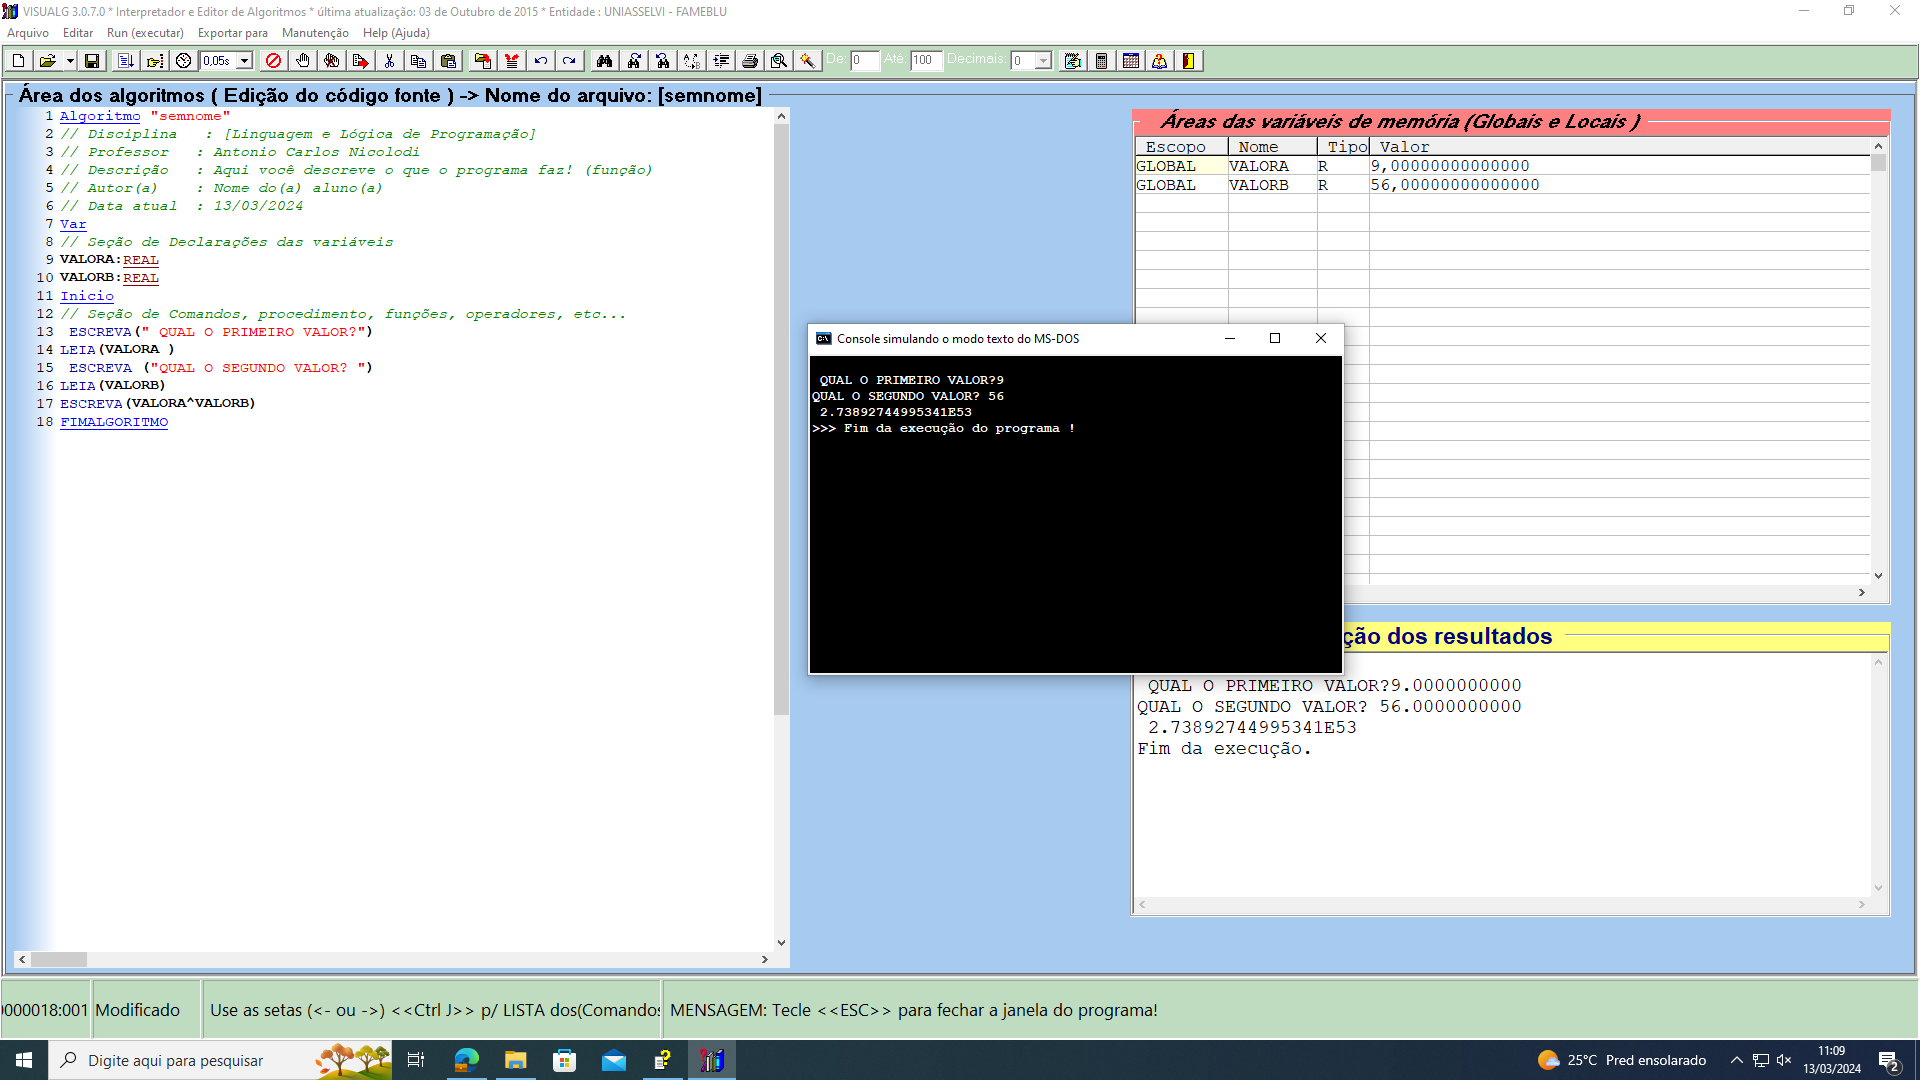 VISUALG 3.0.7.0 * Interpretador e Editor de Algoritmos * última atualização: 03 de Outubro de 2015 * Entidade : UNIASSELVI - FAMEBLU
Arquivo Editar Run (executar) Exportar para Manutenção Help (Ajuda)
0,05s De: 0 Até: 100 Decimais: 0
Área dos algoritmos ( Edição do código fonte ) -> Nome do arquivo: [semnome]
1 Algoritmo "semnome"
2 // Disciplina : [Linguagem e Lógica de Programação]
3 // Professor : Antonio Carlos Nicolodi
4 // Descrição : Aqui você descreve o que o programa faz! (função)
5 // Autor(a) : Nome do(a) aluno(a)
6 // Data atual : 13/03/2024
7 Var
8 // Seção de Declarações das variáveis
9 VALORA:REAL
10 VALORB:REAL
11 Inicio
12 // Seção de Comandos, procedimento, funções, operadores, etc...
13 ESCREVA(" QUAL O PRIMEIRO VALOR?")
14 LEIA(VALORA )
15 ESCREVA ("QUAL O SEGUNDO VALOR? ")
16 LEIA(VALORB)
17 ESCREVA(VALORA^VALORB)
18 FIMALGORITMO
Áreas das variáveis de memória (Globais e Locais )
Escopo Nome Tipo Valor
GLOBAL VALORA R 9,00000000000000
GLOBAL VALORB R 56,00000000000000
Console simulando o modo texto do MS-DOS
QUAL O PRIMEIRO VALOR?9
QUAL O SEGUNDO VALOR? 56
2.73892744995341E53
>>> Fim da execução do programa !
ção dos resultados
QUAL O PRIMEIRO VALOR?9.0000000000
QUAL O SEGUNDO VALOR? 56.0000000000
2.73892744995341E53
Fim da execução.
0000018:001 Modificado Use as setas (<- ou ->) <<Ctrl J>> p/ LISTA dos(Comandos MENSAGEM: Tecle <<ESC>> para fechar a janela do programa!
Digite aqui para pesquisar
25°C Pred ensolarado
11:09
13/03/2024
2